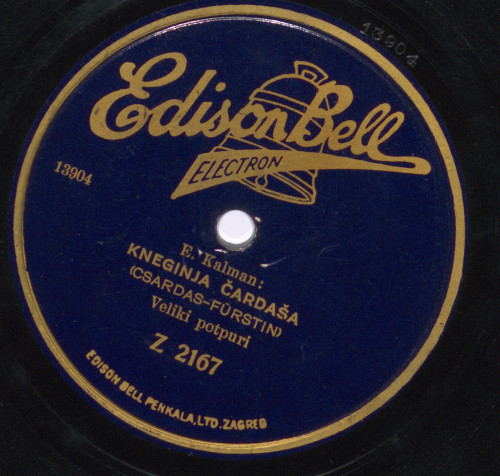 13904
Edison Bell
ELECTRON
13904
E. Kalman:
KNEGINJA ČARDAŠA
(CSARDAS-FÜRSTIN)
Veliki potpuri
Z 2167
EDISON BELL PENKALA, LTD. ZAGREB